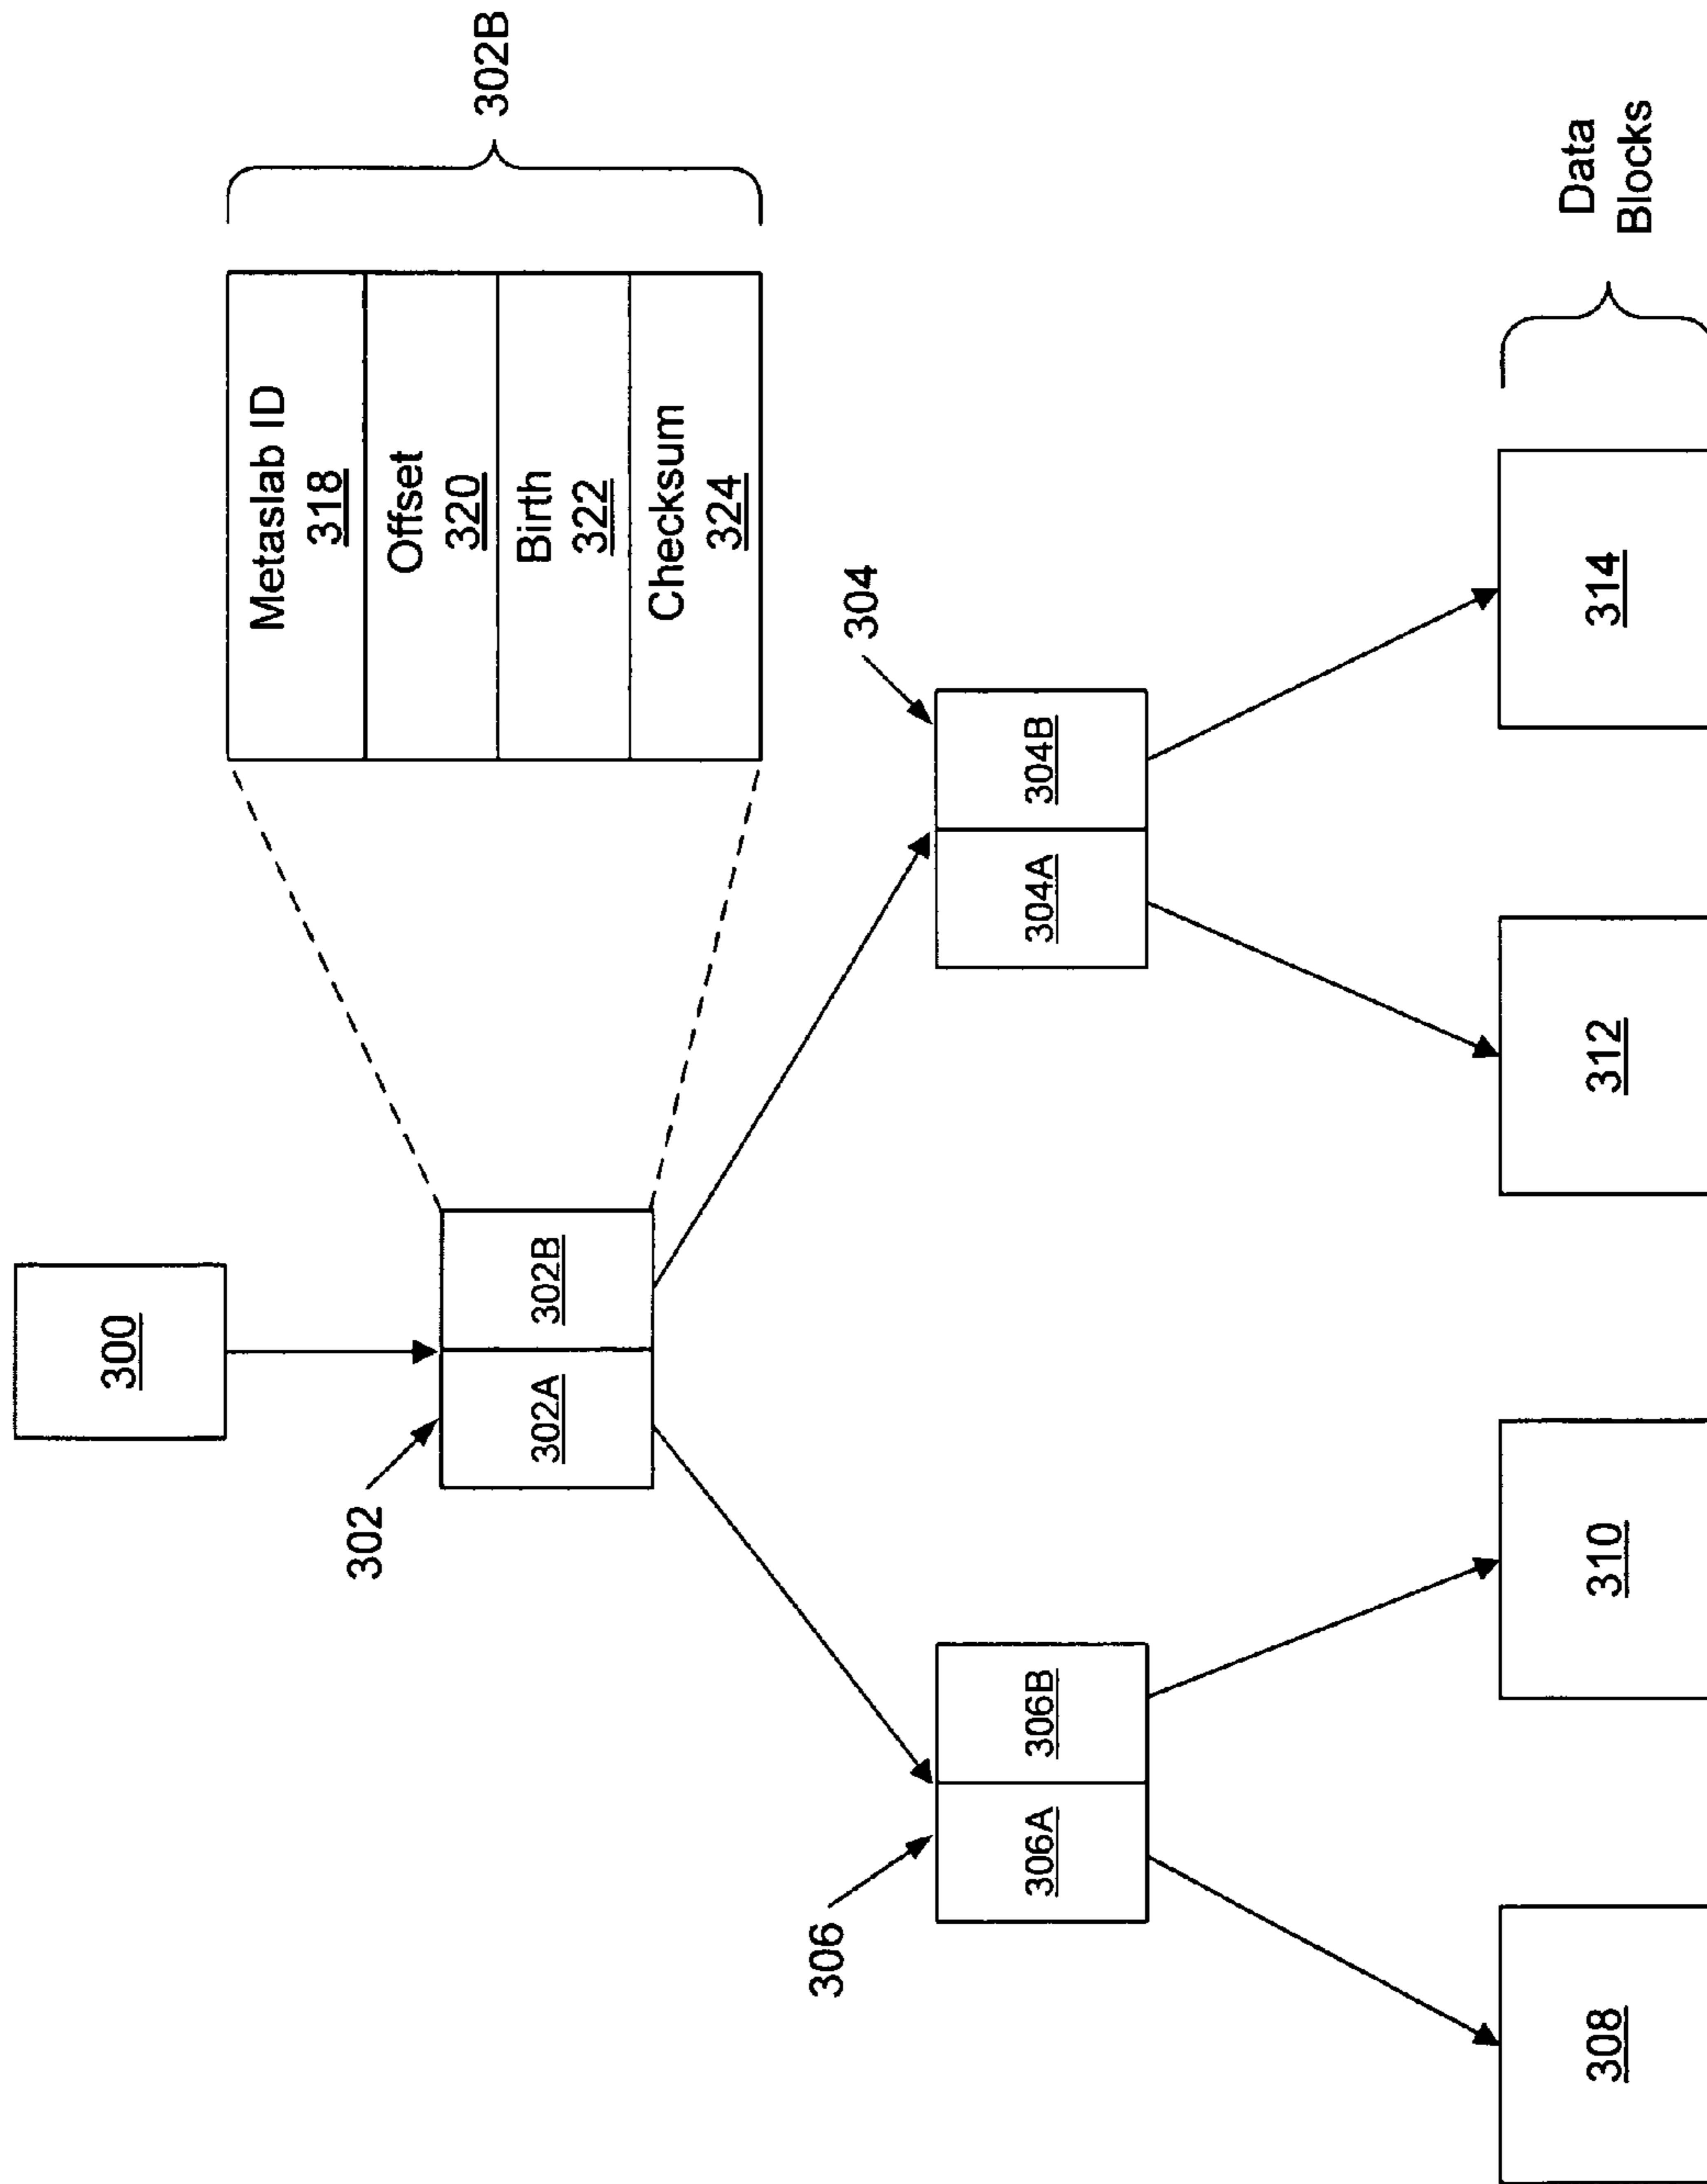 300
302
302A
302B
Metaslab ID
318
Offset
320
Birth
322
Checksum
324
302B
306
306A
306B
304
304A
304B
308
310
312
314
Data
Blocks